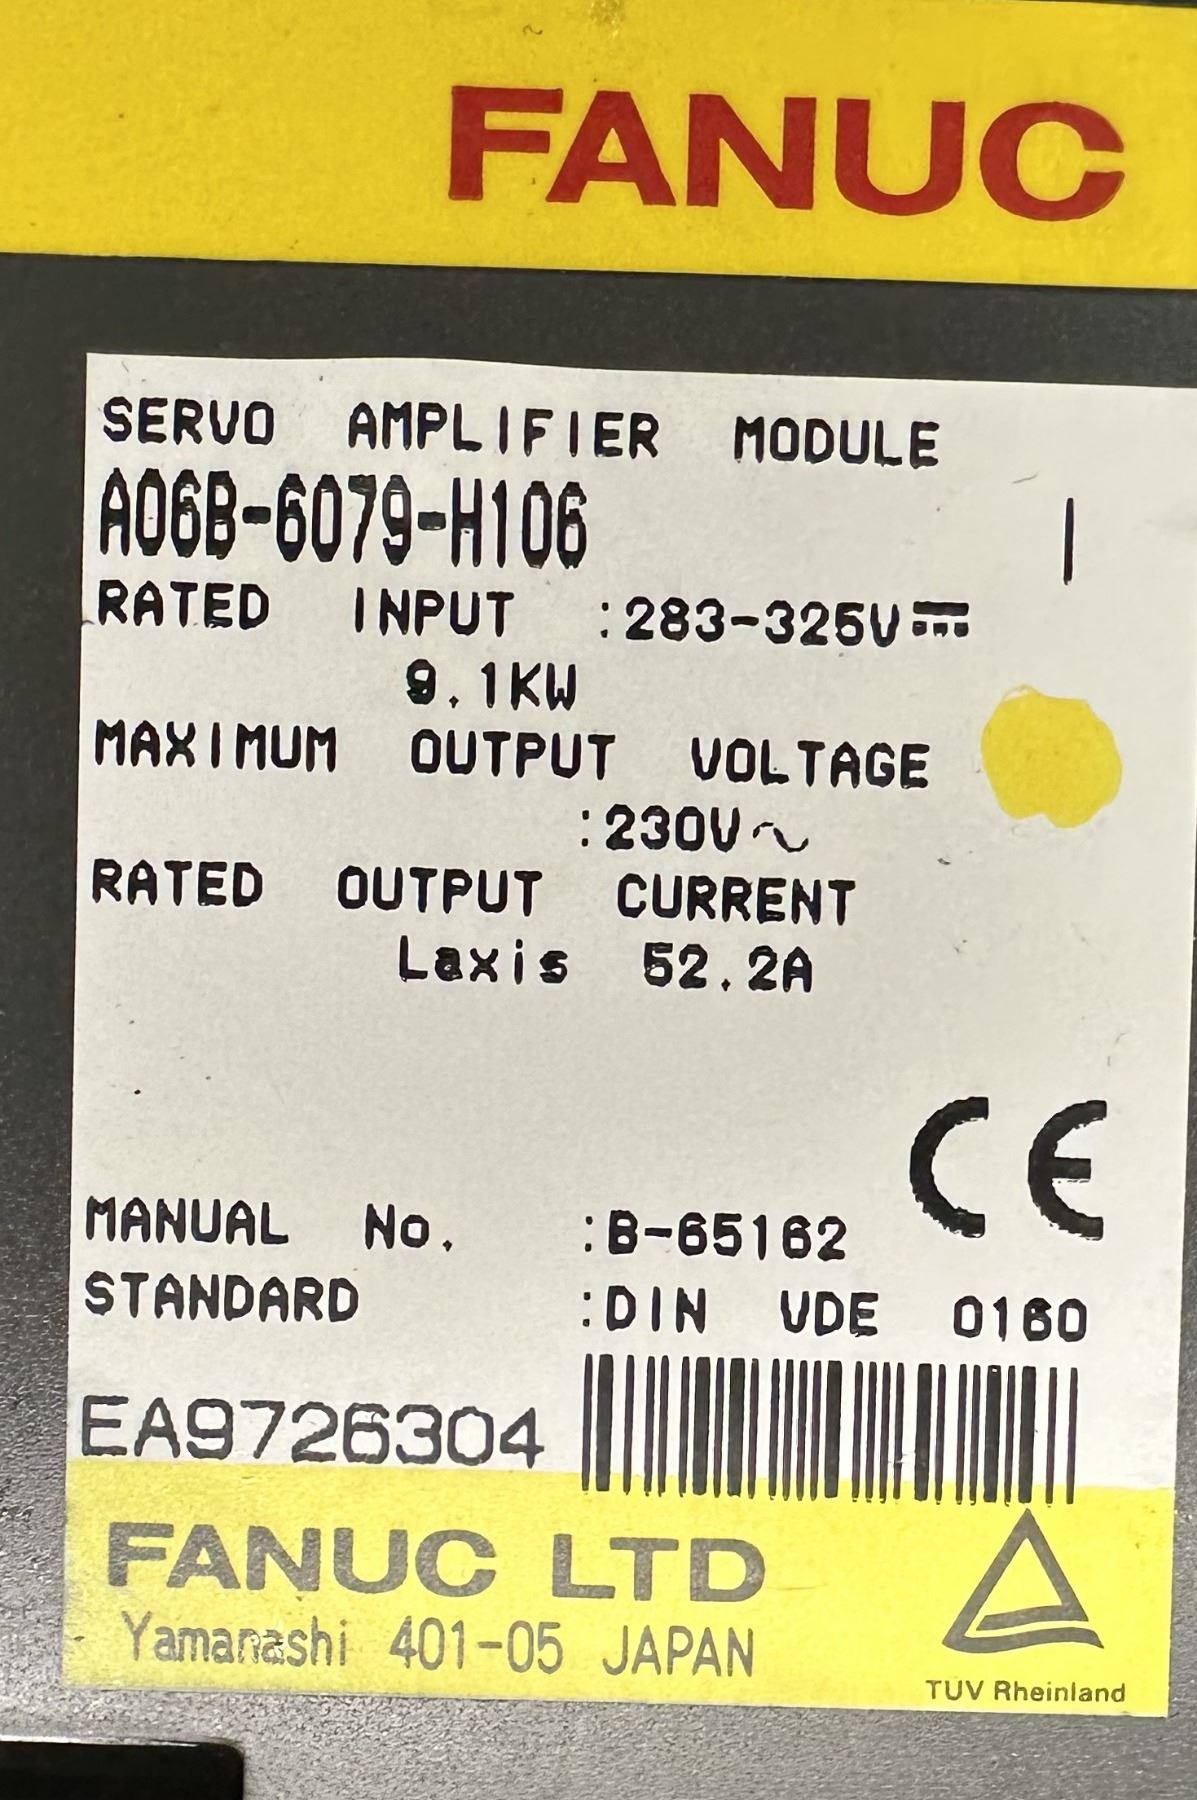 FANUC
SERVO AMPLIFIER MODULE
A06B-6079-H106 I
RATED INPUT :283-325V⎓
9.1KW
MAXIMUM OUTPUT VOLTAGE
:230V~
RATED OUTPUT CURRENT
Laxis 52.2A
CE
MANUAL No. :B-65162
STANDARD :DIN VDE 0160
EA9726304
FANUC LTD
Yamanashi 401-05 JAPAN
TUV Rheinland